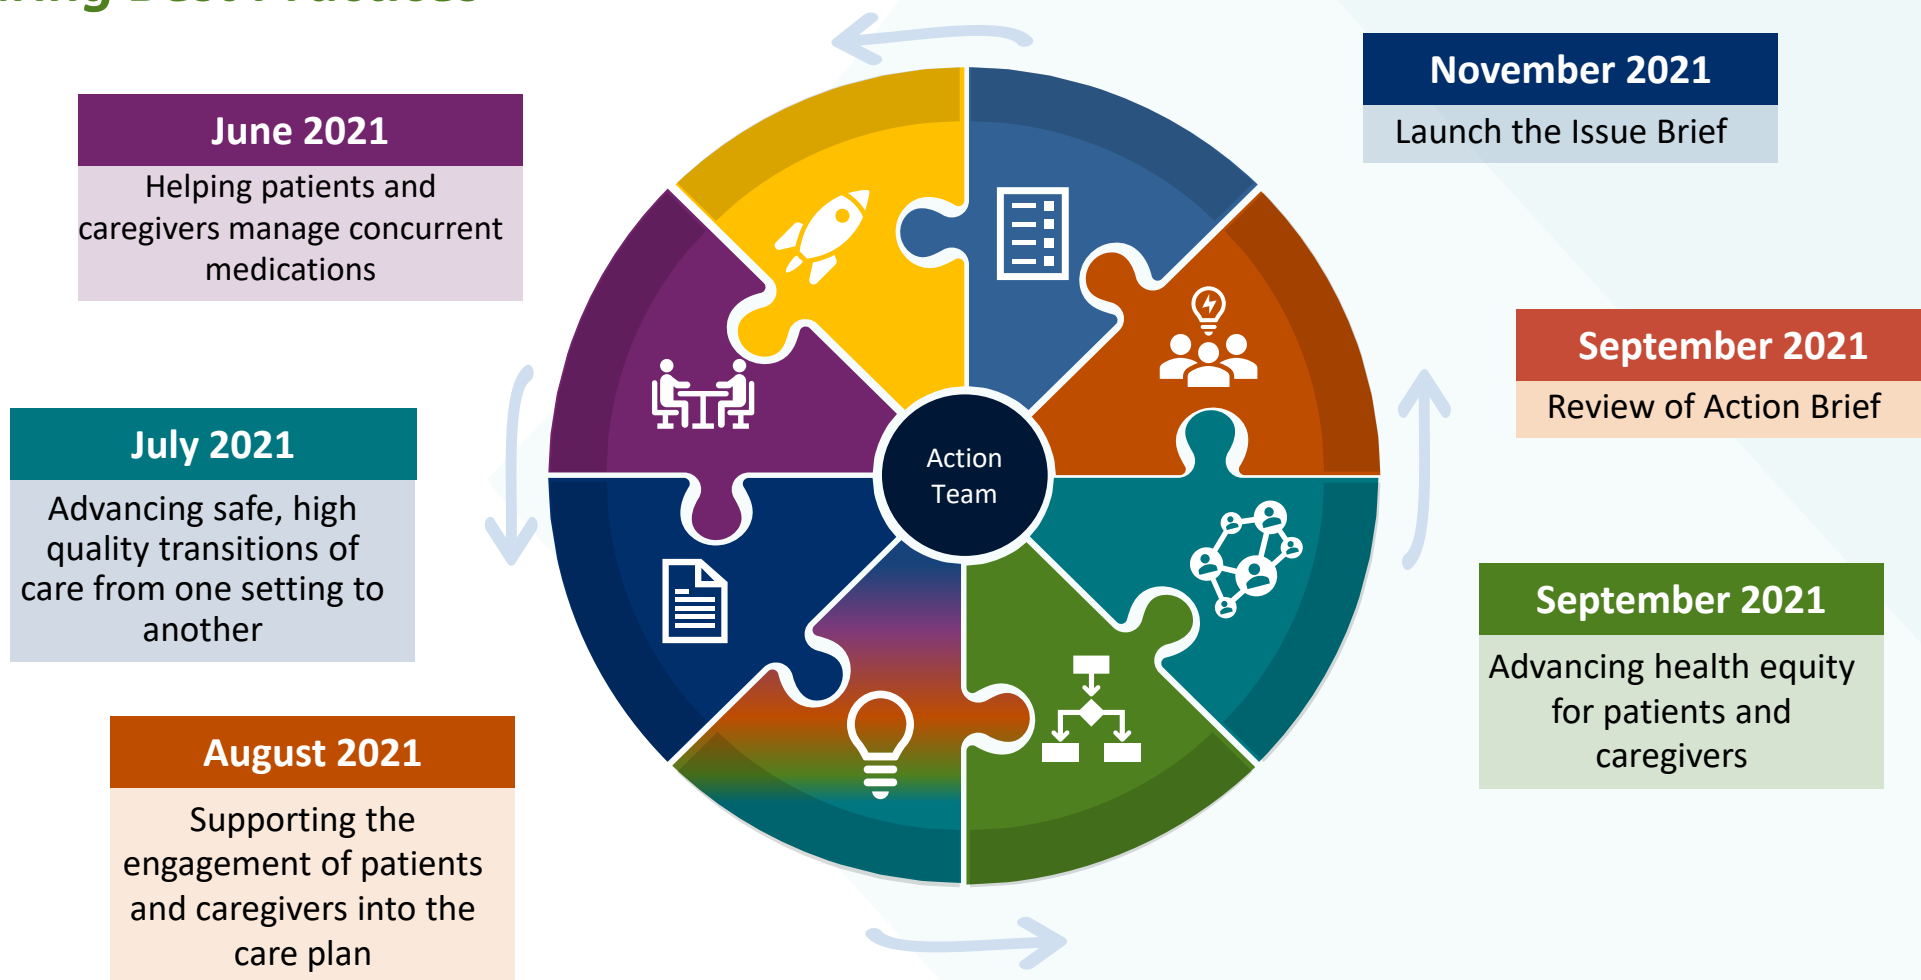 Best Practices
June 2021
Helping patients and
caregivers manage concurrent
medications
July 2021
Advancing safe, high
quality transitions of
care from one setting to
another
August 2021
Supporting the
engagement of patients
and caregivers into the
care plan
Action
Team
November 2021
Launch the Issue Brief
September 2021
Review of Action Brief
September 2021
Advancing health equity
for patients and
caregivers